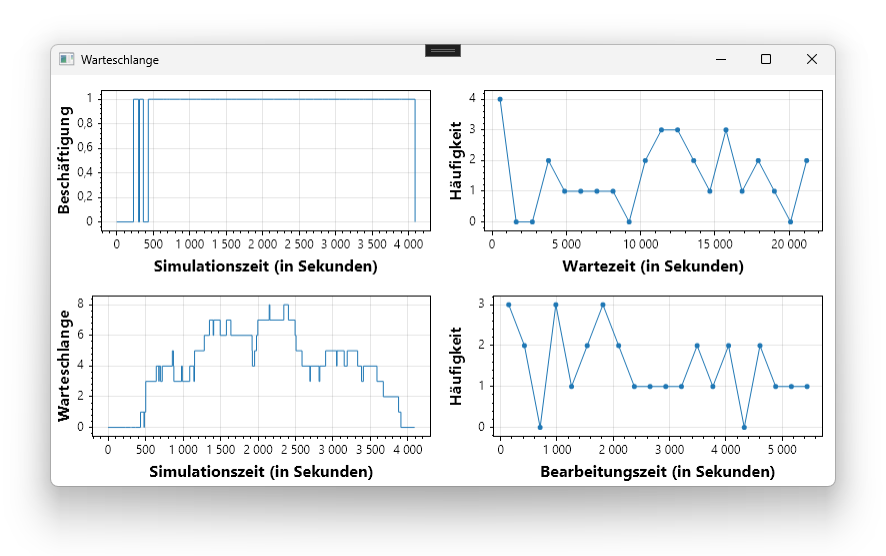 Warteschlange
Beschäftigung
1
0,8
0,6
0,4
0,2
0
0 500 1 000 1 500 2 000 2 500 3 000 3 500 4 000
Simulationszeit (in Sekunden)
Häufigkeit
4
3
2
1
0
0 5 000 10 000 15 000 20 000
Wartezeit (in Sekunden)
Warteschlange
8
6
4
2
0
0 500 1 000 1 500 2 000 2 500 3 000 3 500 4 000
Simulationszeit (in Sekunden)
Häufigkeit
3
2
1
0
0 1 000 2 000 3 000 4 000 5 000
Bearbeitungszeit (in Sekunden)